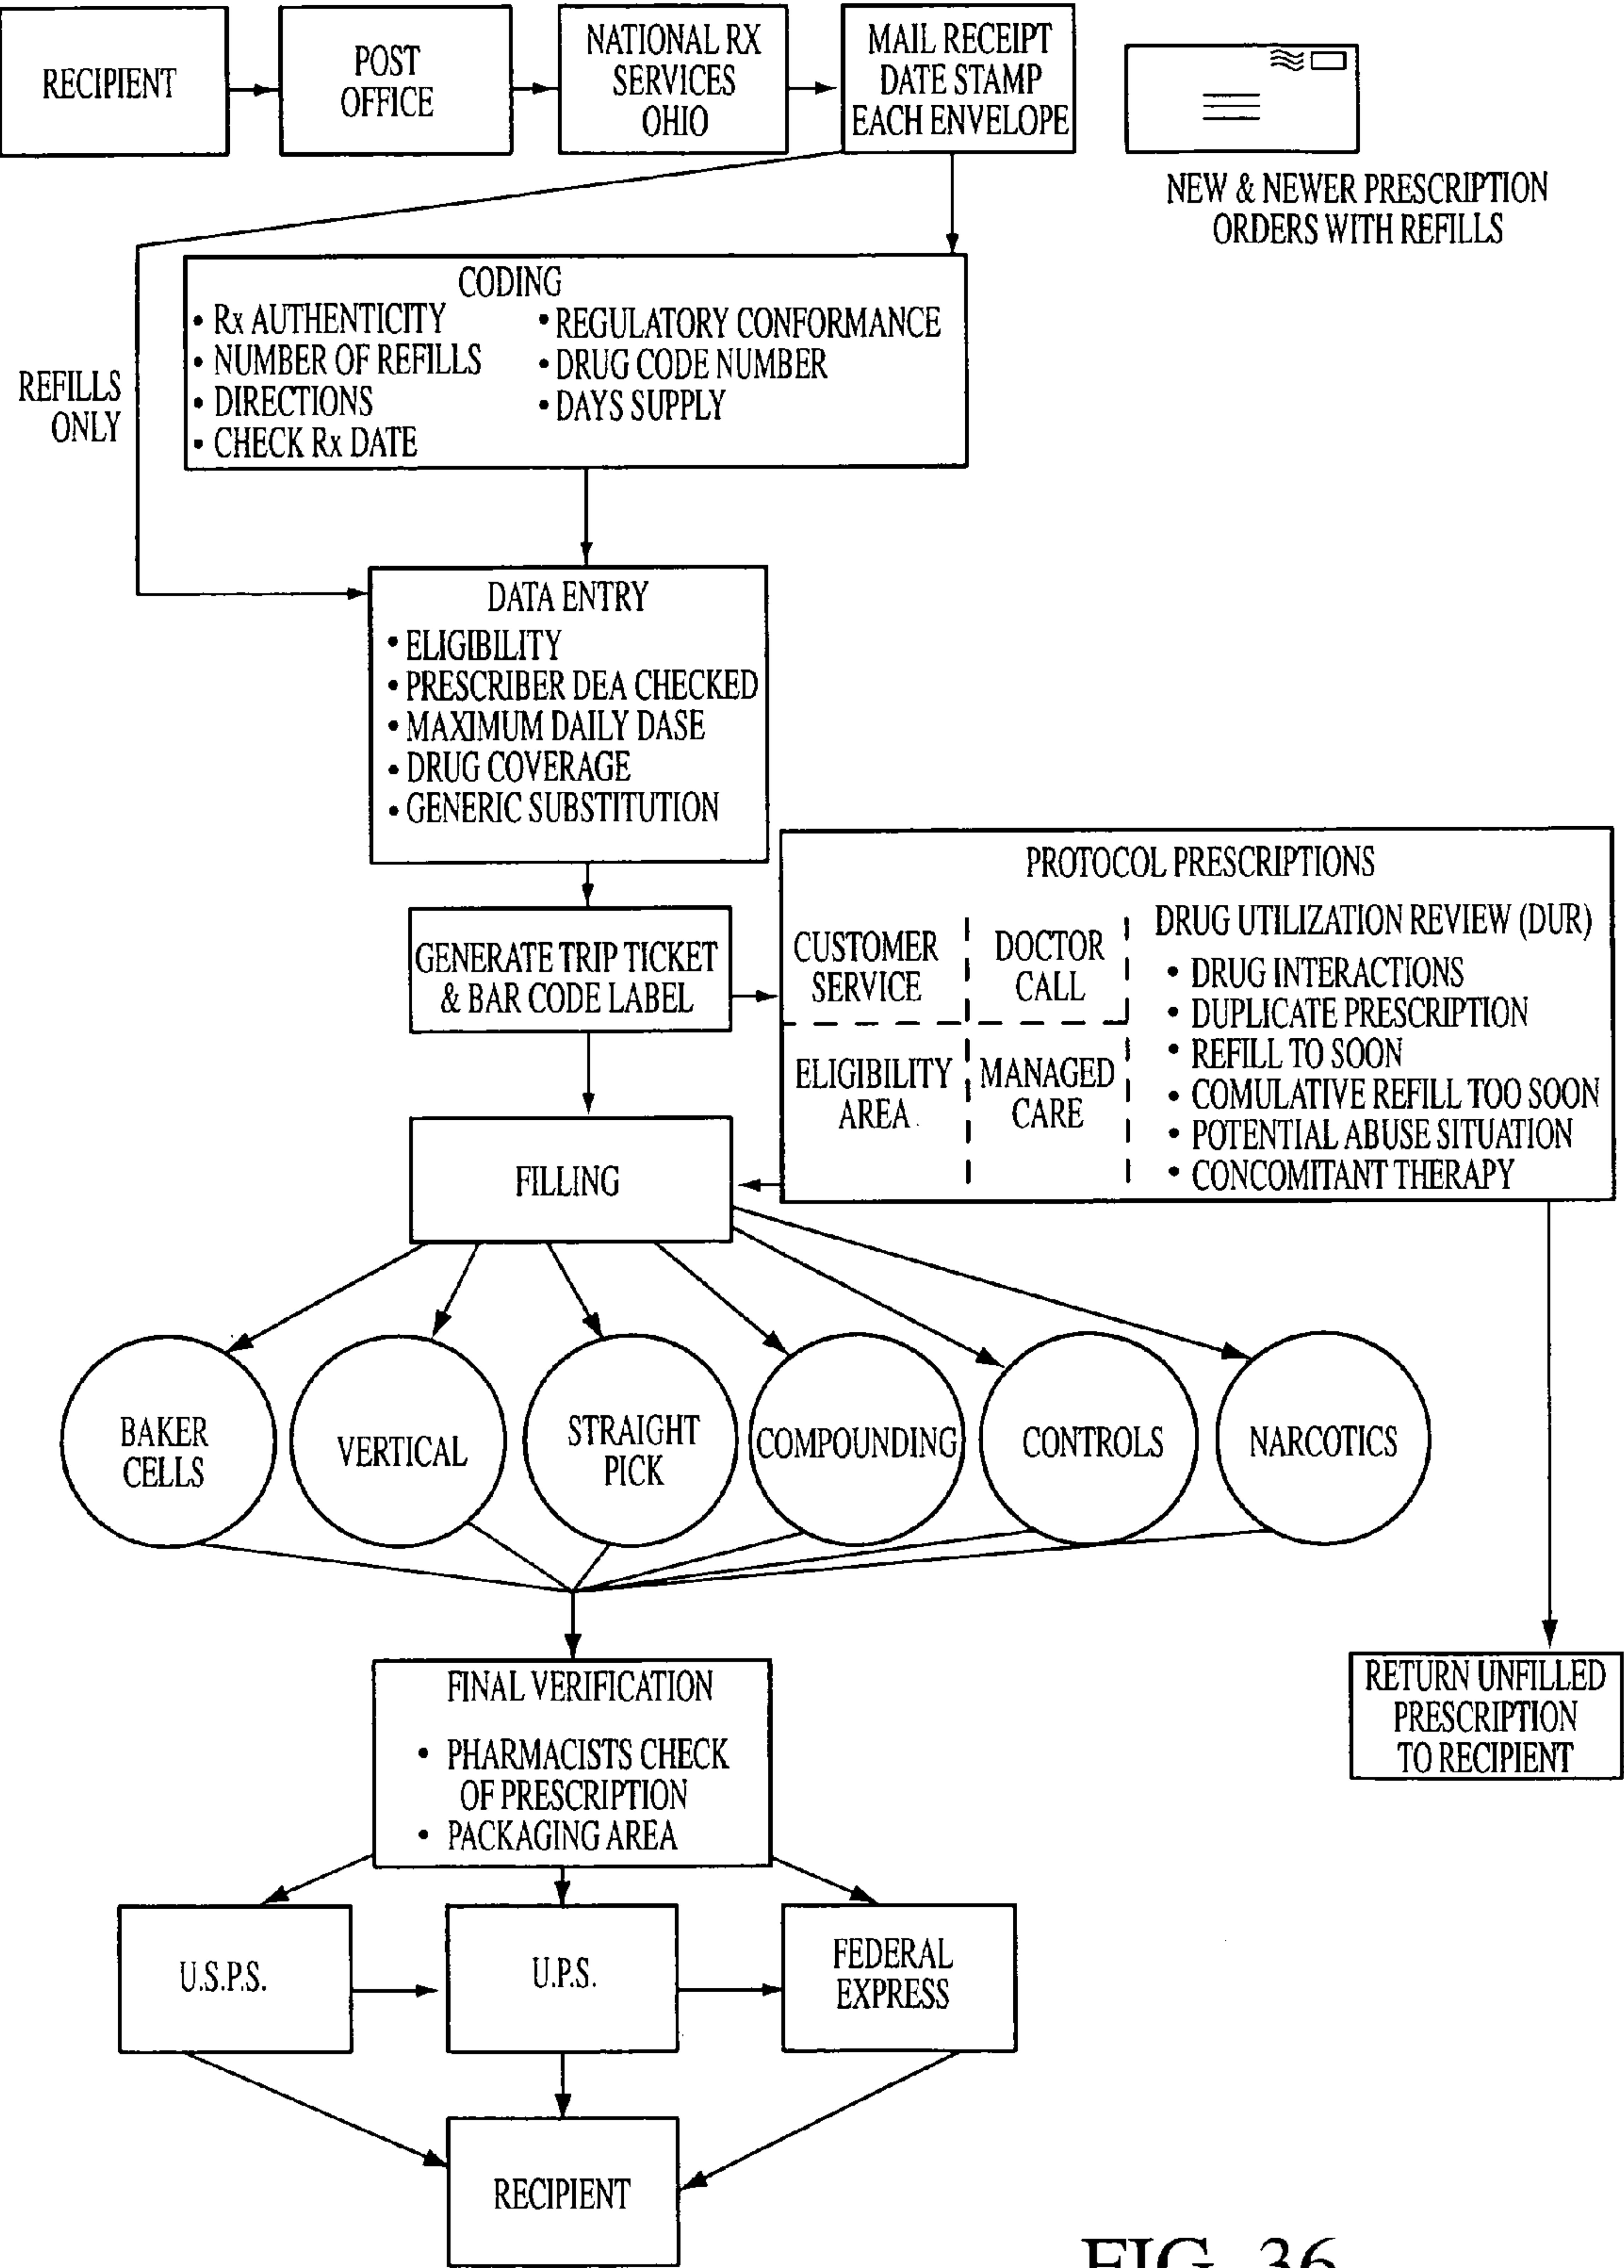 RECIPIENT
POST
OFFICE
NATIONAL RX
SERVICES
OHIO
MAIL RECEIPT
DATE STAMP
EACH ENVELOPE
NEW & NEWER PRESCRIPTION
ORDERS WITH REFILLS
REFILLS
ONLY
CODING
• Rx AUTHENTICITY
• NUMBER OF REFILLS
• DIRECTIONS
• CHECK Rx DATE
• REGULATORY CONFORMANCE
• DRUG CODE NUMBER
• DAYS SUPPLY
DATA ENTRY
• ELIGIBILITY
• PRESCRIBER DEA CHECKED
• MAXIMUM DAILY DASE
• DRUG COVERAGE
• GENERIC SUBSTITUTION
GENERATE TRIP TICKET
& BAR CODE LABEL
PROTOCOL PRESCRIPTIONS
CUSTOMER
SERVICE
DOCTOR
CALL
ELIGIBILITY
AREA
MANAGED
CARE
DRUG UTILIZATION REVIEW (DUR)
• DRUG INTERACTIONS
• DUPLICATE PRESCRIPTION
• REFILL TO SOON
• COMULATIVE REFILL TOO SOON
• POTENTIAL ABUSE SITUATION
• CONCOMITANT THERAPY
FILLING
BAKER
CELLS
VERTICAL
STRAIGHT
PICK
COMPOUNDING
CONTROLS
NARCOTICS
FINAL VERIFICATION
• PHARMACISTS CHECK
OF PRESCRIPTION
• PACKAGING AREA
RETURN UNFILLED
PRESCRIPTION
TO RECIPIENT
U.S.P.S.
U.P.S.
FEDERAL
EXPRESS
RECIPIENT
FIG. 36